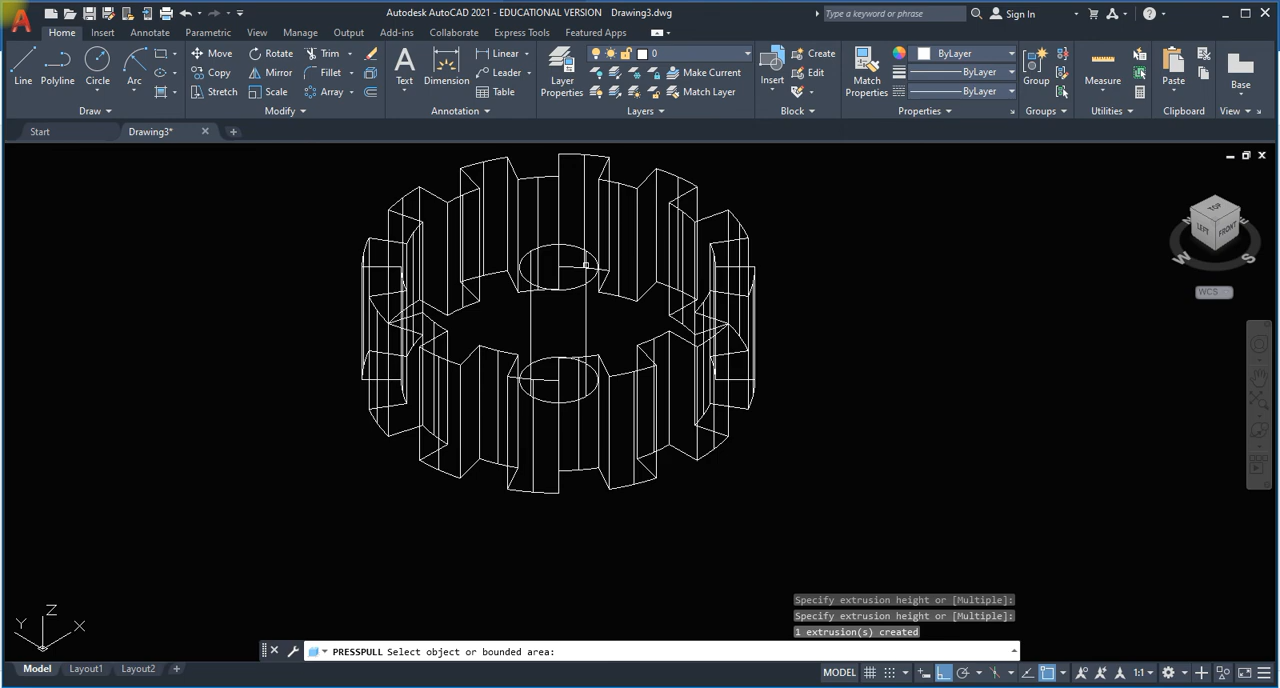 Autodesk AutoCAD 2021 - EDUCATIONAL VERSION Drawing3.dwg
Type a keyword or phrase
Sign In
Home Insert Annotate Parametric View Manage Output Add-ins Collaborate Express Tools Featured Apps
Line Polyline Circle Arc
Move Rotate Trim
Copy Mirror Fillet
Stretch Scale Array
Text Dimension
Linear
Leader
Table
Layer Properties
0
Make Current
Match Layer
Insert
Create
Edit
Match Properties
ByLayer
ByLayer
ByLayer
Group
Measure
Paste
Base
Draw Modify Annotation Layers Block Properties Groups Utilities Clipboard View
Start Drawing3*
TOP
LEFT FRONT
N E
W S
WCS
Z
Y X
Specify extrusion height or [Multiple]:
Specify extrusion height or [Multiple]:
1 extrusion(s) created
PRESSPULL Select object or bounded area:
Model Layout1 Layout2
MODEL 1:1